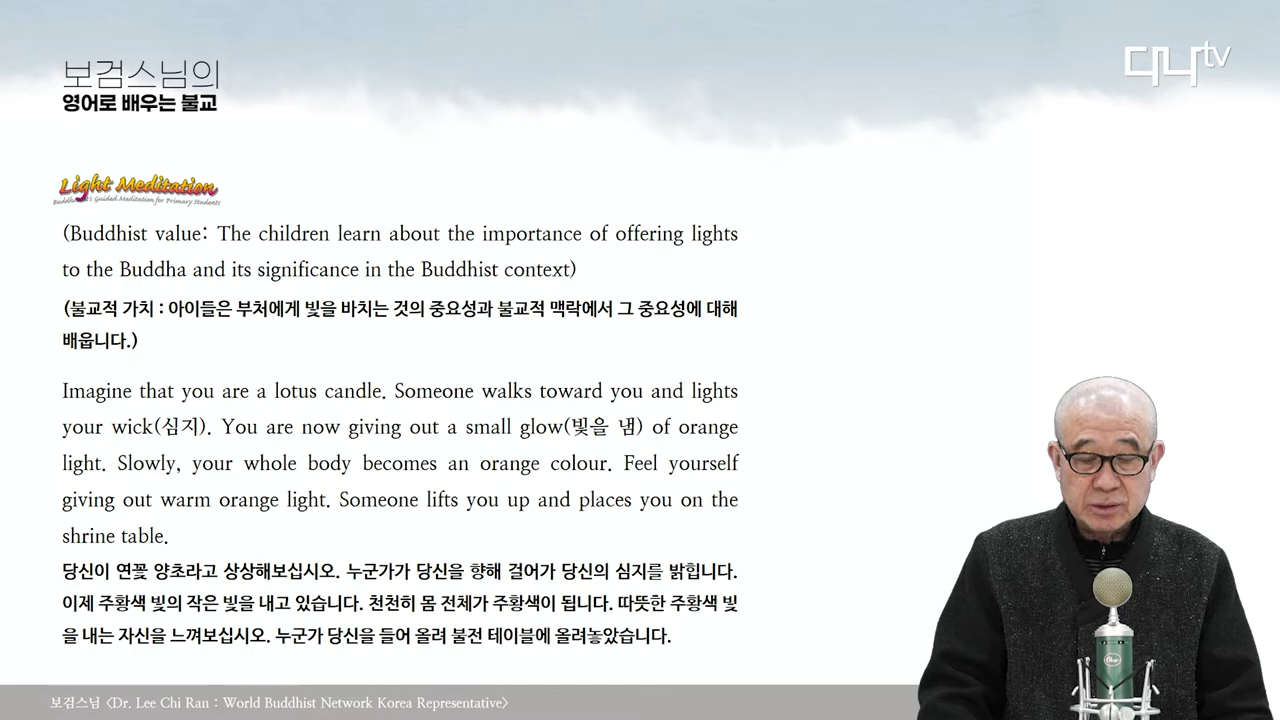 보검스님의
영어로 배우는 불교
다나tv
Light Meditation
Buddhist's Guided Meditation for Primary Students
(Buddhist value: The children learn about the importance of offering lights
to the Buddha and its significance in the Buddhist context)
(불교적 가치 : 아이들은 부처에게 빛을 바치는 것의 중요성과 불교적 맥락에서 그 중요성에 대해
배웁니다.)
Imagine that you are a lotus candle. Someone walks toward you and lights
your wick(심지). You are now giving out a small glow(빛을 냄) of orange
light. Slowly, your whole body becomes an orange colour. Feel yourself
giving out warm orange light. Someone lifts you up and places you on the
shrine table.
당신이 연꽃 양초라고 상상해보십시오. 누군가가 당신을 향해 걸어가 당신의 심지를 밝힙니다.
이제 주황색 빛의 작은 빛을 내고 있습니다. 천천히 몸 전체가 주황색이 됩니다. 따뜻한 주황색 빛
을 내는 자신을 느껴보십시오. 누군가 당신을 들어 올려 불전 테이블에 올려놓았습니다.
Blue
보검스님 <Dr. Lee Chi Ran : World Buddhist Network Korea Representative>